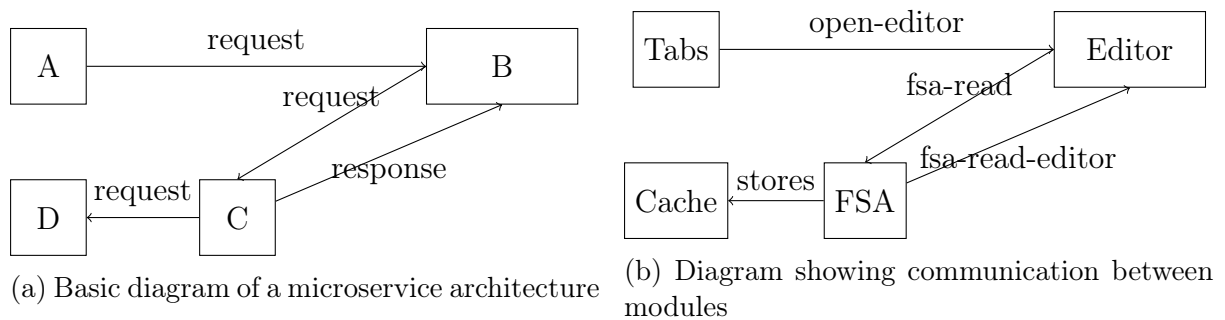 request
A
B
request
response
request
D
C
(a) Basic diagram of a microservice architecture
open-editor
Tabs
Editor
fsa-read
fsa-read-editor
stores
Cache
FSA
(b) Diagram showing communication between
modules